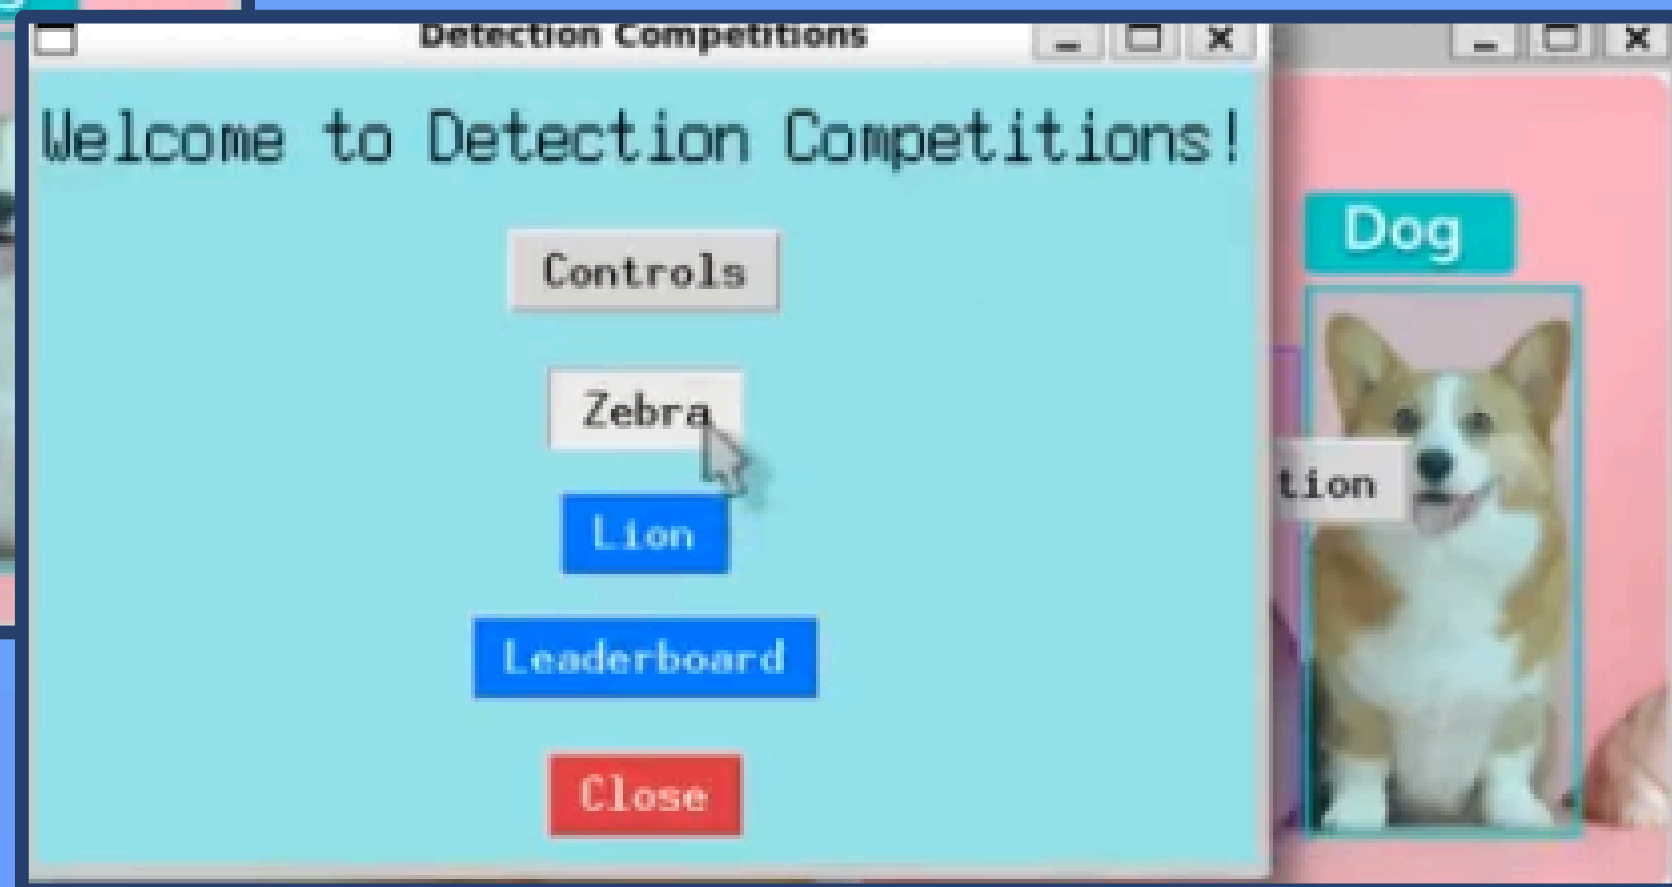 Detection Competitions
Welcome to Detection Competitions!
Controls
Zebra
Lion
Leaderboard
Close
Dog
tion